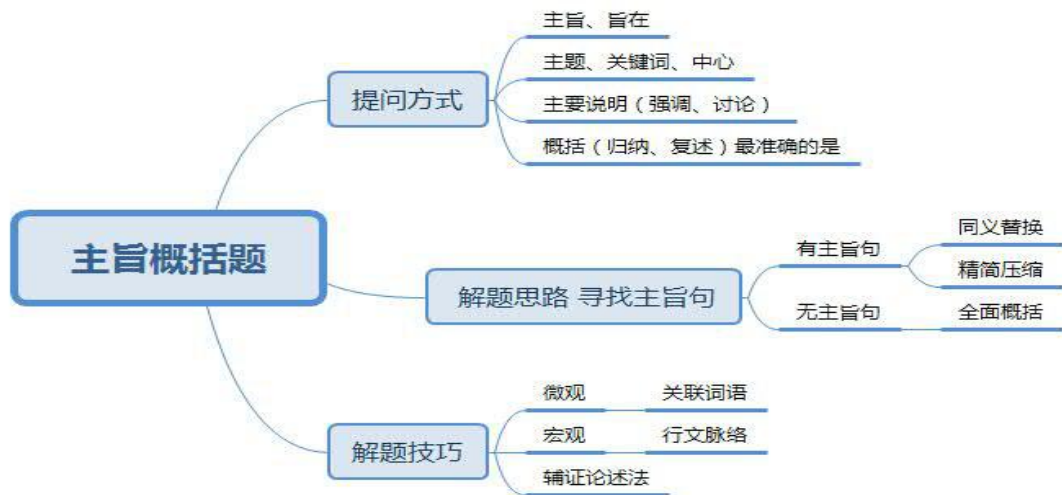 主旨概括题
提问方式
主旨、旨在
主题、关键词、中心
主要说明（强调、讨论）
概括（归纳、复述）最准确的是
解题思路 寻找主旨句
有主旨句
同义替换
精简压缩
无主旨句
全面概括
解题技巧
微观
关联词语
宏观
行文脉络
辅证论述法